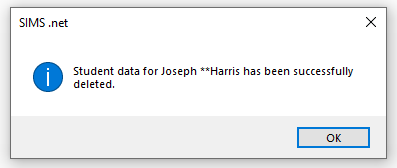 SIMS .net
Student data for Joseph **Harris has been successfully
deleted.
OK